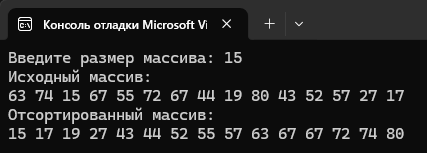 Консоль отладки Microsoft Vi
Введите размер массива: 15
Исходный массив:
63 74 15 67 55 72 67 44 19 80 43 52 57 27 17
Отсортированный массив:
15 17 19 27 43 44 52 55 57 63 67 67 72 74 80